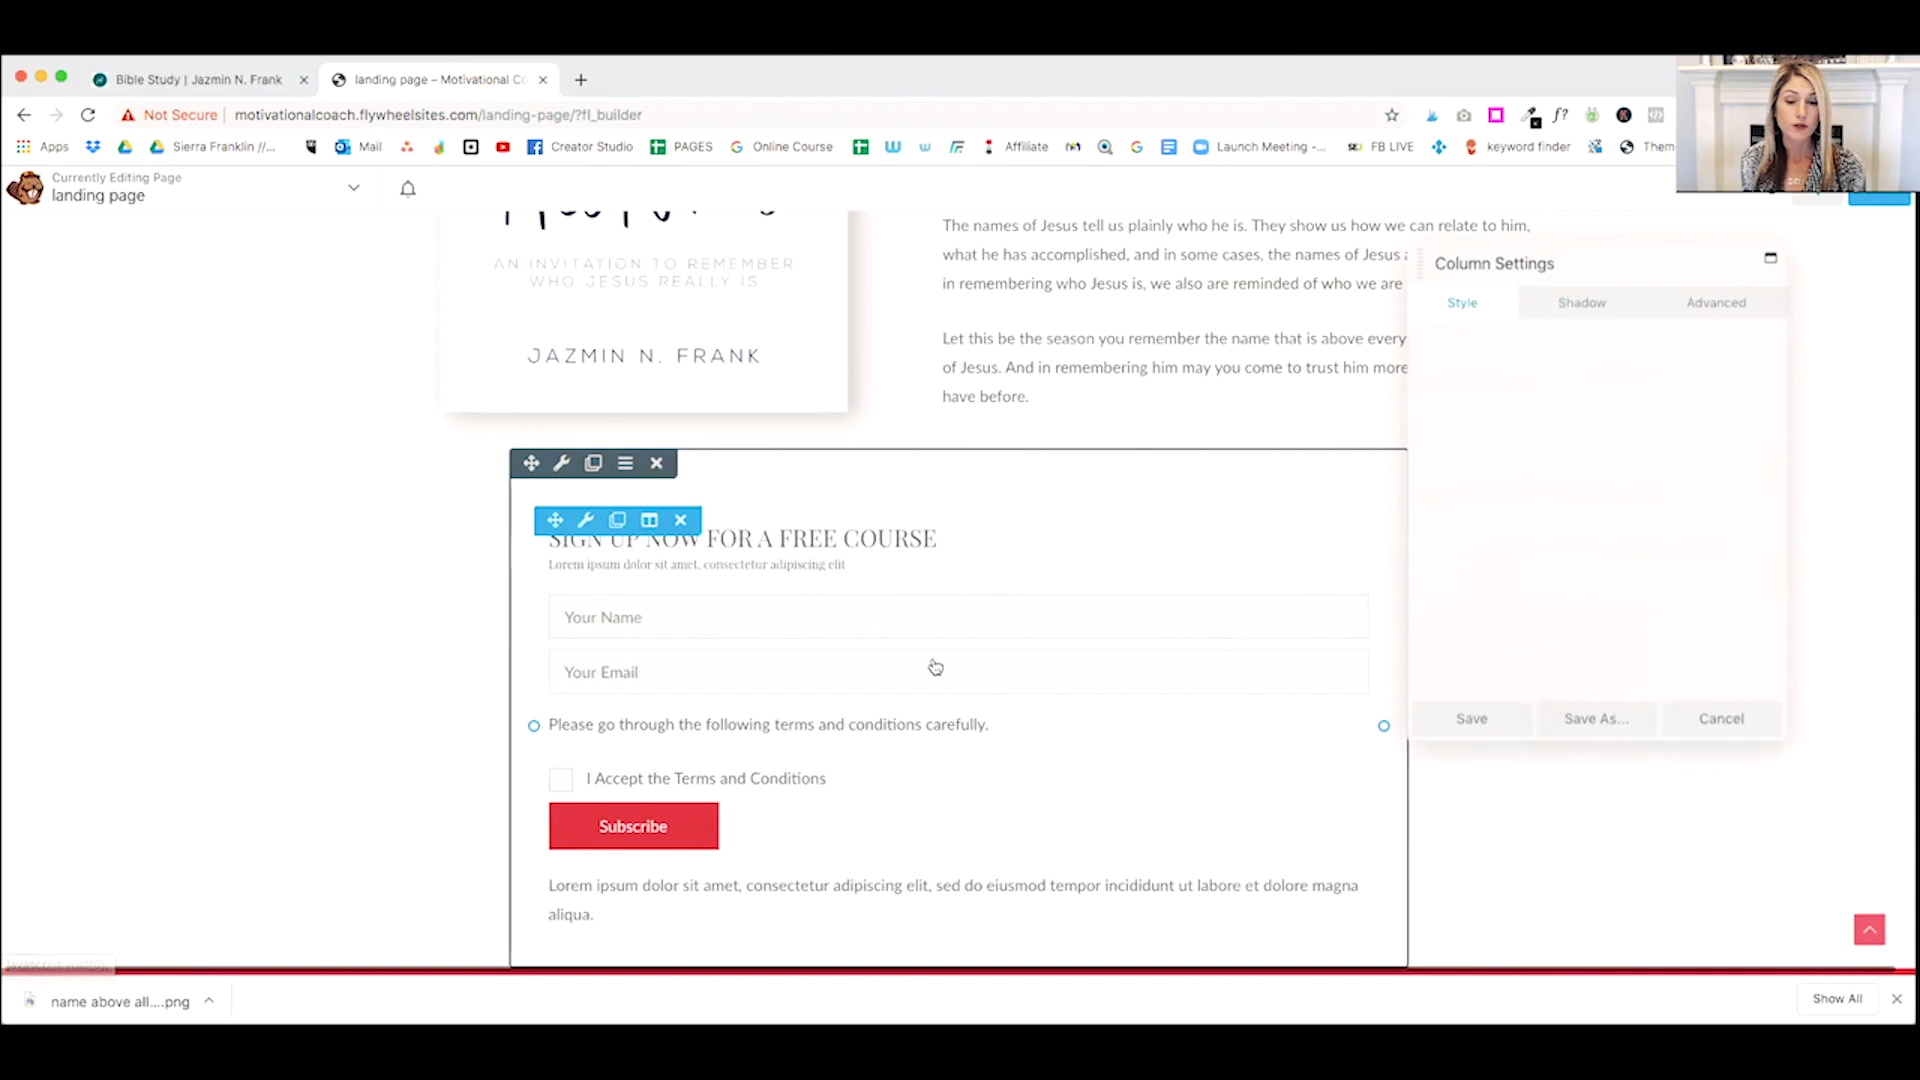 Bible Study | Jazmin N. Frank
landing page – Motivational Co
Not Secure
motivationalcoach.flywheelsites.com/landing-page/?fl_builder
Apps
Sierra Franklin //...
Mail
Creator Studio
PAGES
Online Course
Affiliate
Launch Meeting -...
FB LIVE
keyword finder
Them
Currently Editing Page
landing page
AN INVITATION TO REMEMBER
WHO JESUS REALLY IS
JAZMIN N. FRANK
The names of Jesus tell us plainly who he is. They show us how we can relate to him,
what he has accomplished, and in some cases, the names of Jesus
in remembering who Jesus is, we also are reminded of who we are
Let this be the season you remember the name that is above every
of Jesus. And in remembering him may you come to trust him more
have before.
Column Settings
Style
Shadow
Advanced
Save
Save As...
Cancel
SIGN UP NOW FOR A FREE COURSE
Lorem ipsum dolor sit amet, consectetur adipiscing elit
Your Name
Your Email
Please go through the following terms and conditions carefully.
I Accept the Terms and Conditions
Subscribe
Lorem ipsum dolor sit amet, consectetur adipiscing elit, sed do eiusmod tempor incididunt ut labore et dolore magna
aliqua.
name above all....png
Show All